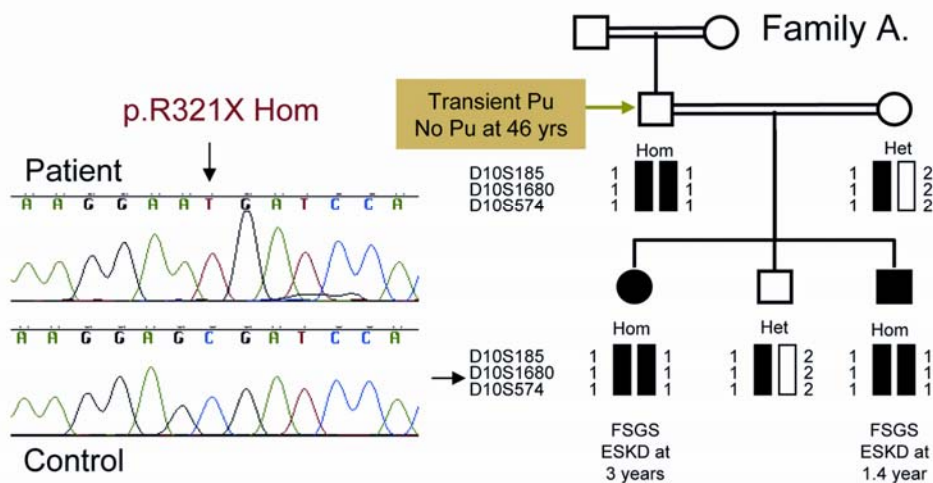 Family A.
p.R321X Hom
Transient Pu
No Pu at 46 yrs
Patient
A A G G A A T G A T C C A
Hom
Het
D10S185 1 1 1 2
D10S1680 1 1 1 2
D10S574 1 1 1 2
A A G G A G C G A T C C A
Control
Hom
Het
Hom
D10S185 1 1 1 2 1 1
D10S1680 1 1 1 2 1 1
D10S574 1 1 1 2 1 1
FSGS
ESKD at
3 years
FSGS
ESKD at
1.4 year